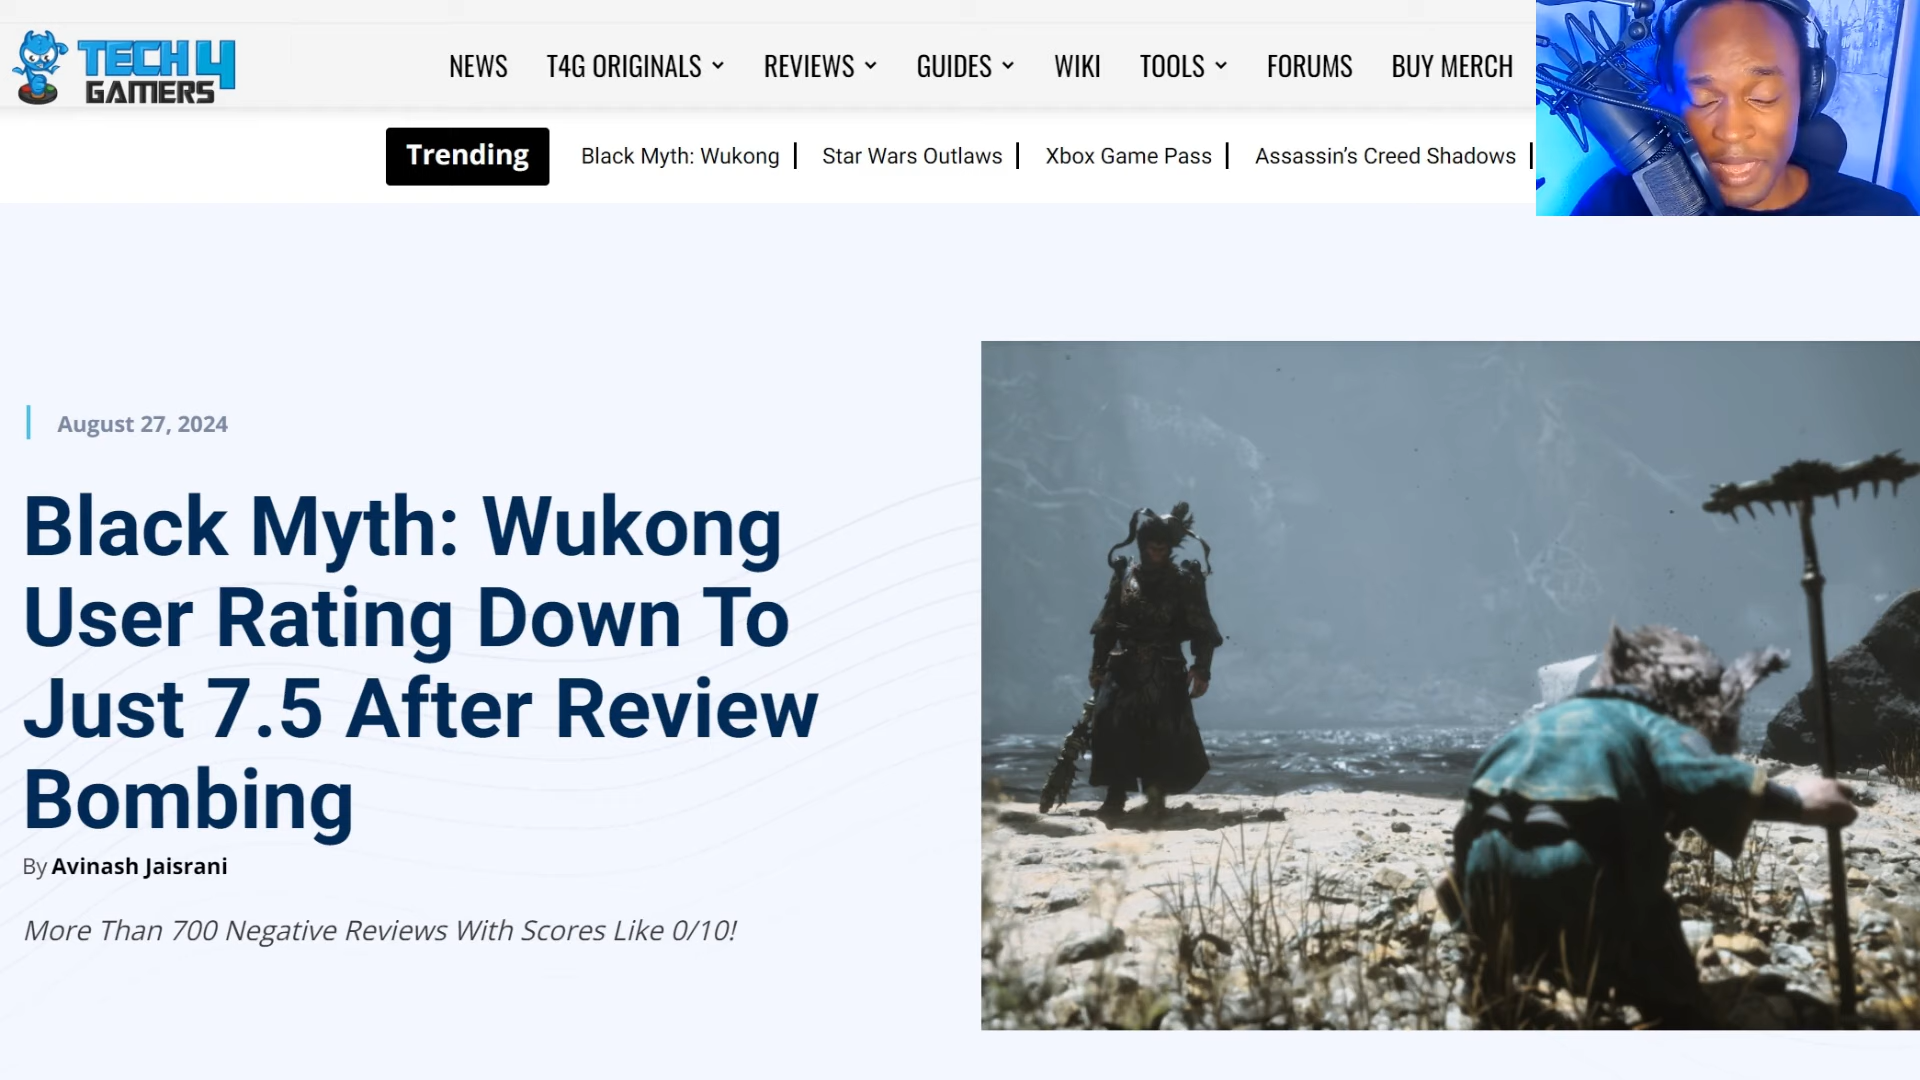 TECH4
GAMERS
NEWS T4G ORIGINALS REVIEWS GUIDES WIKI TOOLS FORUMS BUY MERCH
Trending Black Myth: Wukong Star Wars Outlaws Xbox Game Pass Assassin's Creed Shadows
August 27, 2024
Black Myth: Wukong
User Rating Down To
Just 7.5 After Review
Bombing
By Avinash Jaisrani
More Than 700 Negative Reviews With Scores Like 0/10!